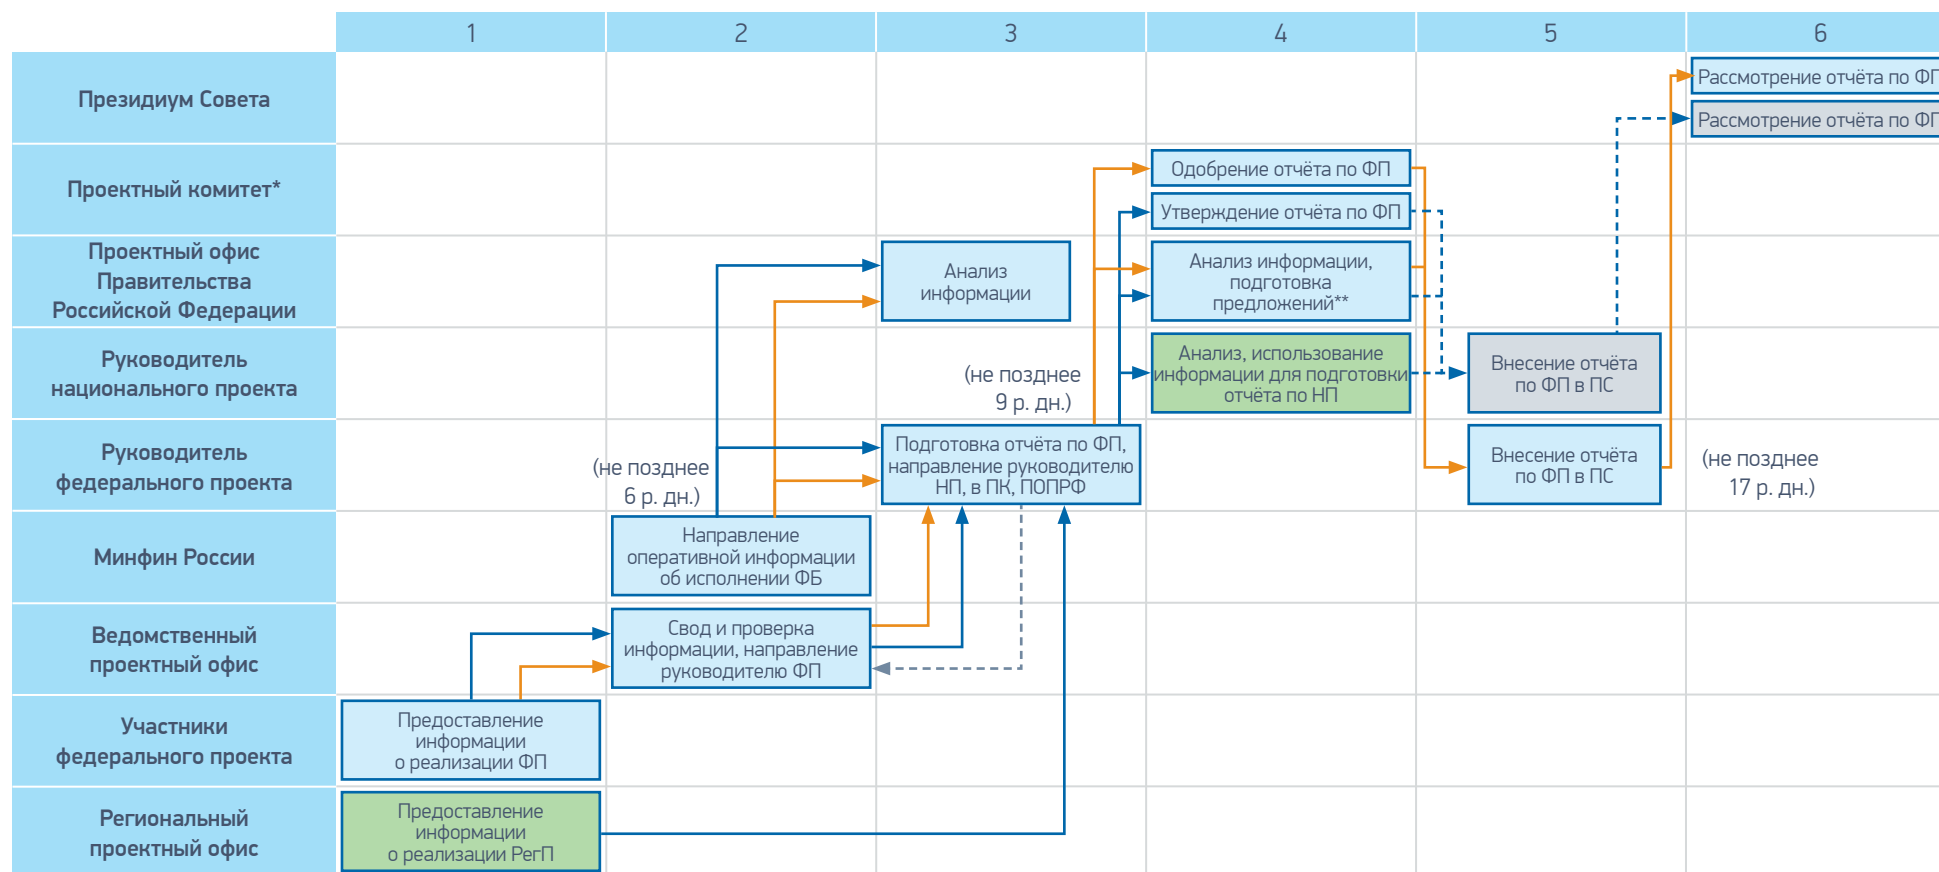 1
2
3
4
5
6
Президиум Совета
Рассмотрение отчёта по ФП
Рассмотрение отчёта по ФП
Проектный комитет*
Одобрение отчёта по ФП
Утверждение отчёта по ФП
Проектный офис
Правительства
Российской Федерации
Анализ
информации
Анализ информации,
подготовка
предложений**
Руководитель
национального проекта
(не позднее
9 р. дн.)
Анализ, использование
информации для подготовки
отчёта по НП
Внесение отчёта
по ФП в ПС
Руководитель
федерального проекта
(не позднее
6 р. дн.)
Подготовка отчёта по ФП,
направление руководителю
НП, в ПК, ПОПРФ
Внесение отчёта
по ФП в ПС
(не позднее
17 р. дн.)
Минфин России
Направление
оперативной информации
об исполнении ФБ
Ведомственный
проектный офис
Свод и проверка
информации, направление
руководителю ФП
Участники
федерального проекта
Предоставление
информации
о реализации ФП
Региональный
проектный офис
Предоставление
информации
о реализации РегП